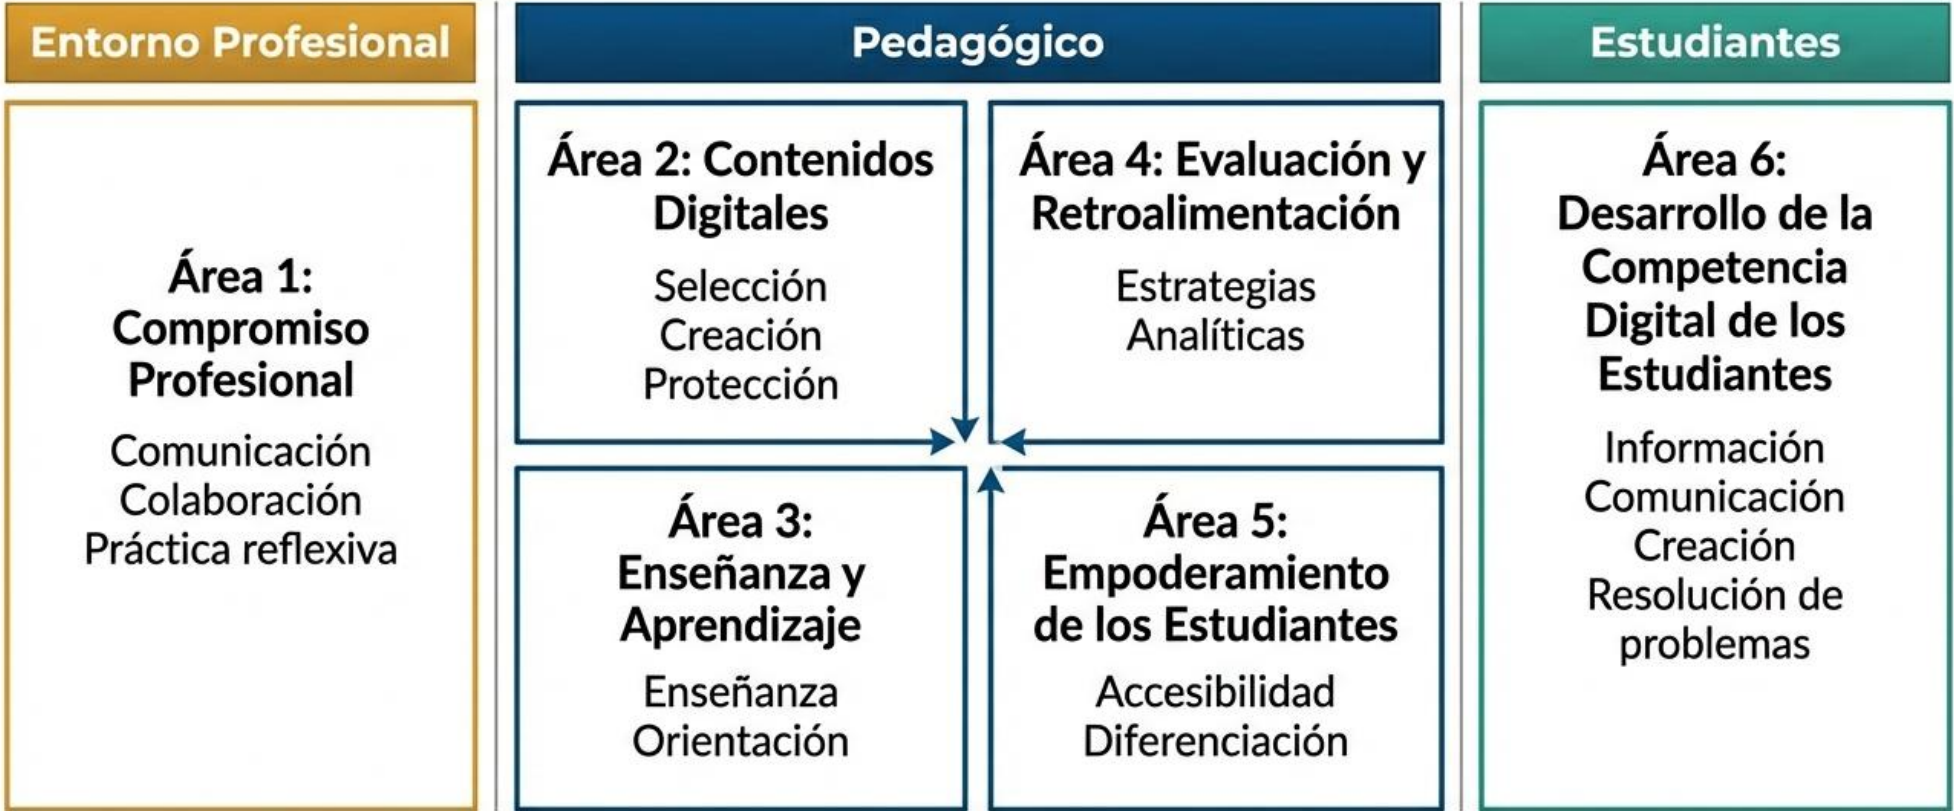 Entorno Profesional
Área 1:
Compromiso
Profesional
Comunicación
Colaboración
Práctica reflexiva
Pedagógico
Área 2: Contenidos
Digitales
Selección
Creación
Protección
Área 3:
Enseñanza y
Aprendizaje
Enseñanza
Orientación
Área 4: Evaluación y
Retroalimentación
Estrategias
Analíticas
Área 5:
Empoderamiento
de los Estudiantes
Accesibilidad
Diferenciación
Estudiantes
Área 6:
Desarrollo de la
Competencia
Digital de los
Estudiantes
Información
Comunicación
Creación
Resolución de
problemas